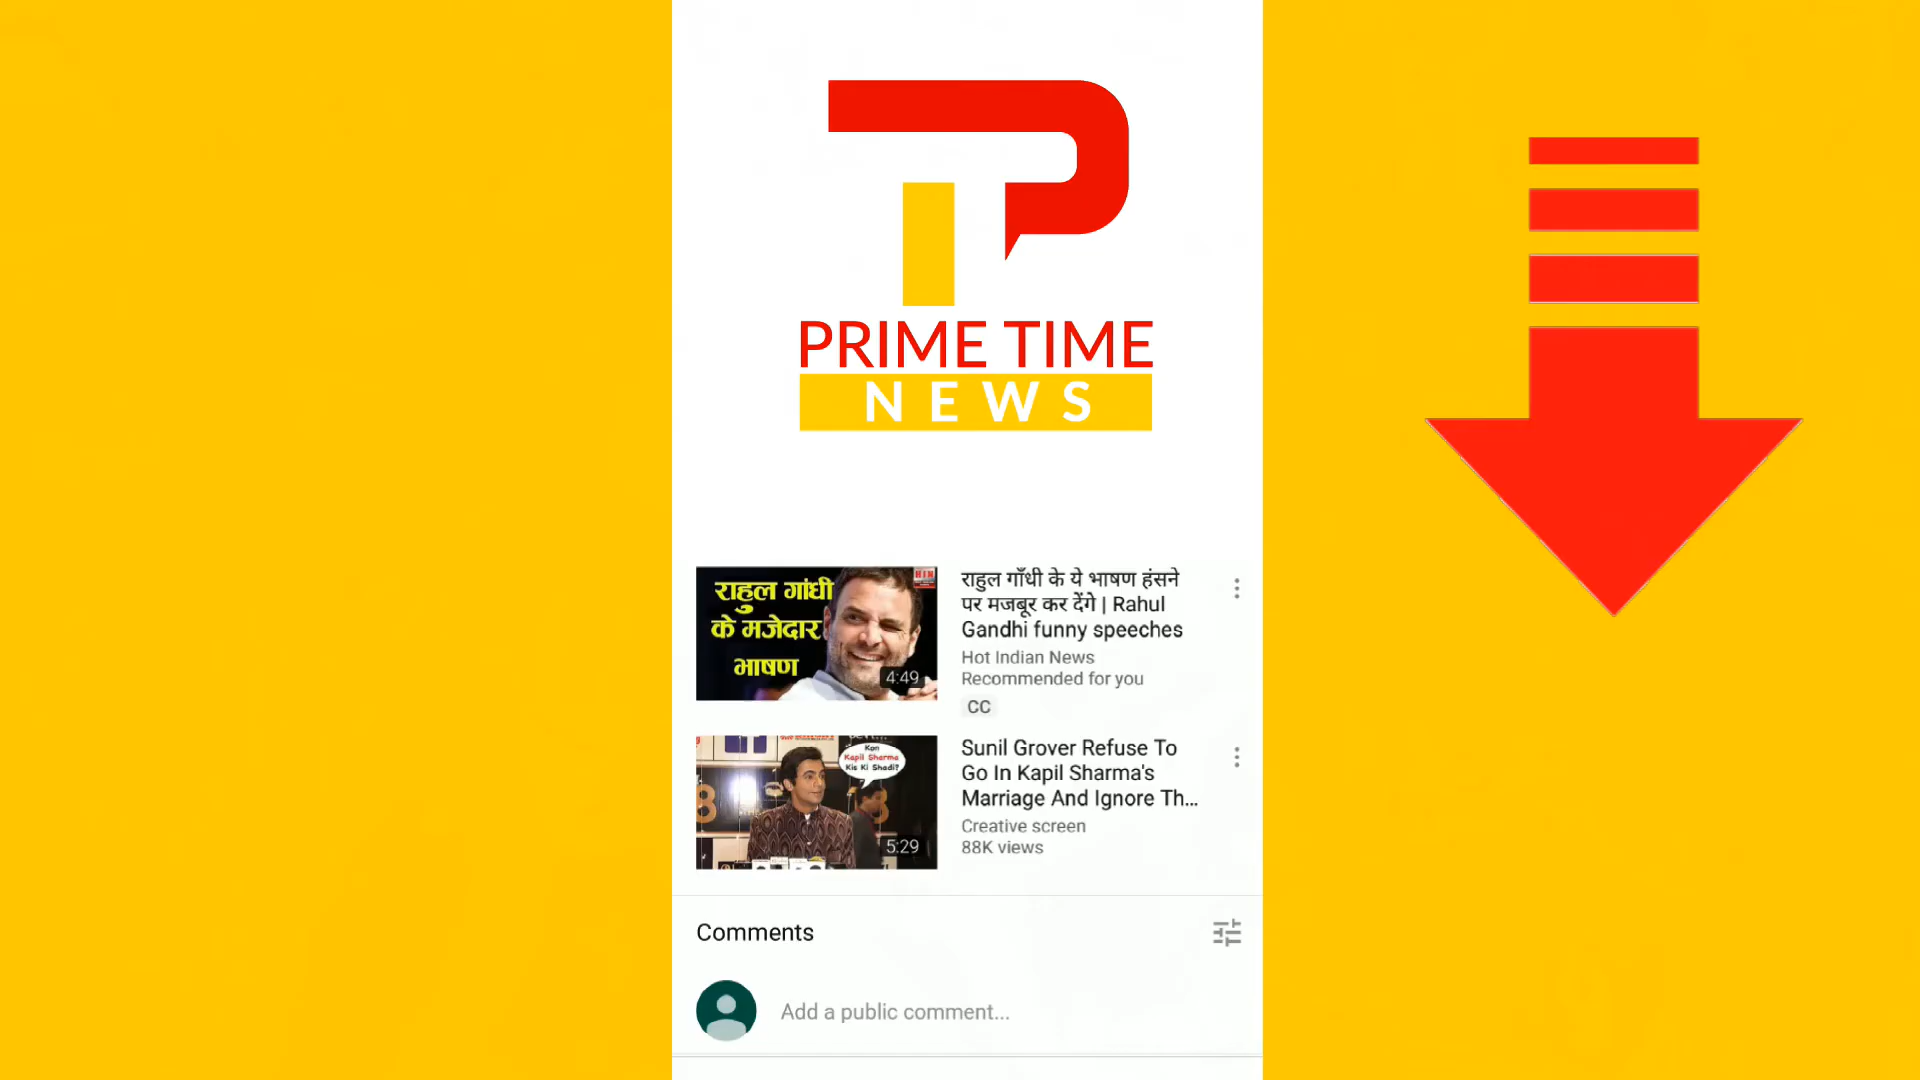 PRIME TIME
NEWS
राहुल गांधी
के मजेदार
भाषण
HIN
4:49
राहुल गाँधी के ये भाषण हंसने
पर मजबूर कर देंगे | Rahul
Gandhi funny speeches
Hot Indian News
Recommended for you
CC
Kon
Kapil Sharma
Kis Ki Shadi?
5:29
Sunil Grover Refuse To
Go In Kapil Sharma's
Marriage And Ignore Th...
Creative screen
88K views
Comments
Add a public comment...